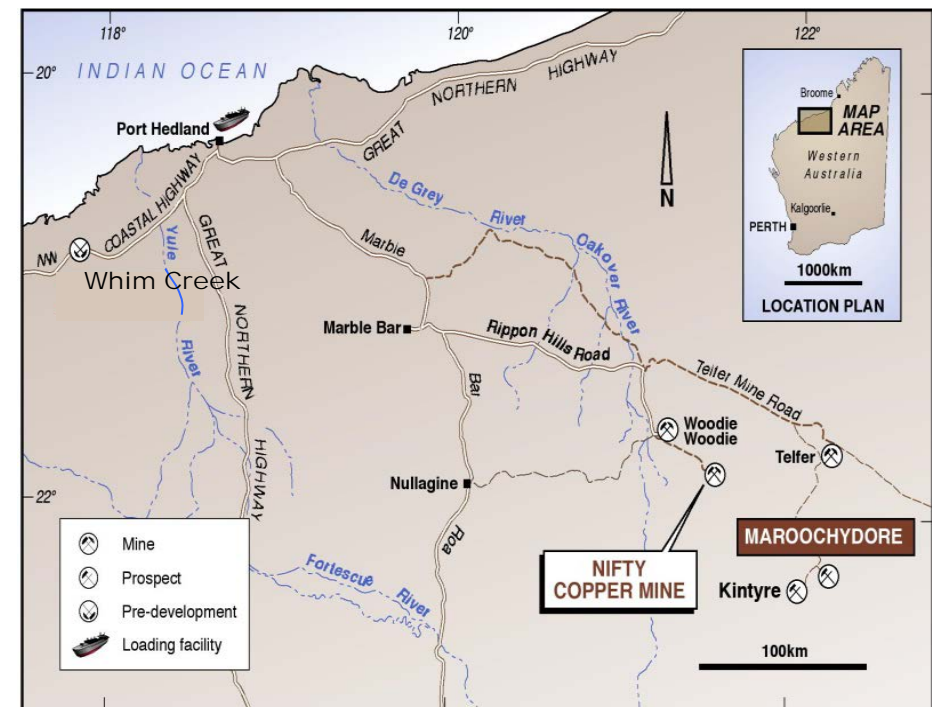 118°
120°
122°
20°
INDIAN OCEAN
NORTHERN
HIGHWAY
GREAT
Port Hedland
Broome
MAP
AREA
Western
Australia
Kalgoorlie
PERTH
1000km
LOCATION PLAN
N
De Grey
River
Oakover
River
NW
COASTAL HIGHWAY
Yule
River
GREAT
NORTHERN
HIGHWAY
Whim Creek
Marble
Marble Bar
Rippon Hills Road
Bar
Telfer Mine Road
Woodie
Woodie
Telfer
Nullagine
22°
Roa
MAROOCHYDORE
NIFTY
COPPER MINE
Kintyre
Fortescue
River
Mine
Prospect
Pre-development
Loading facility
100km